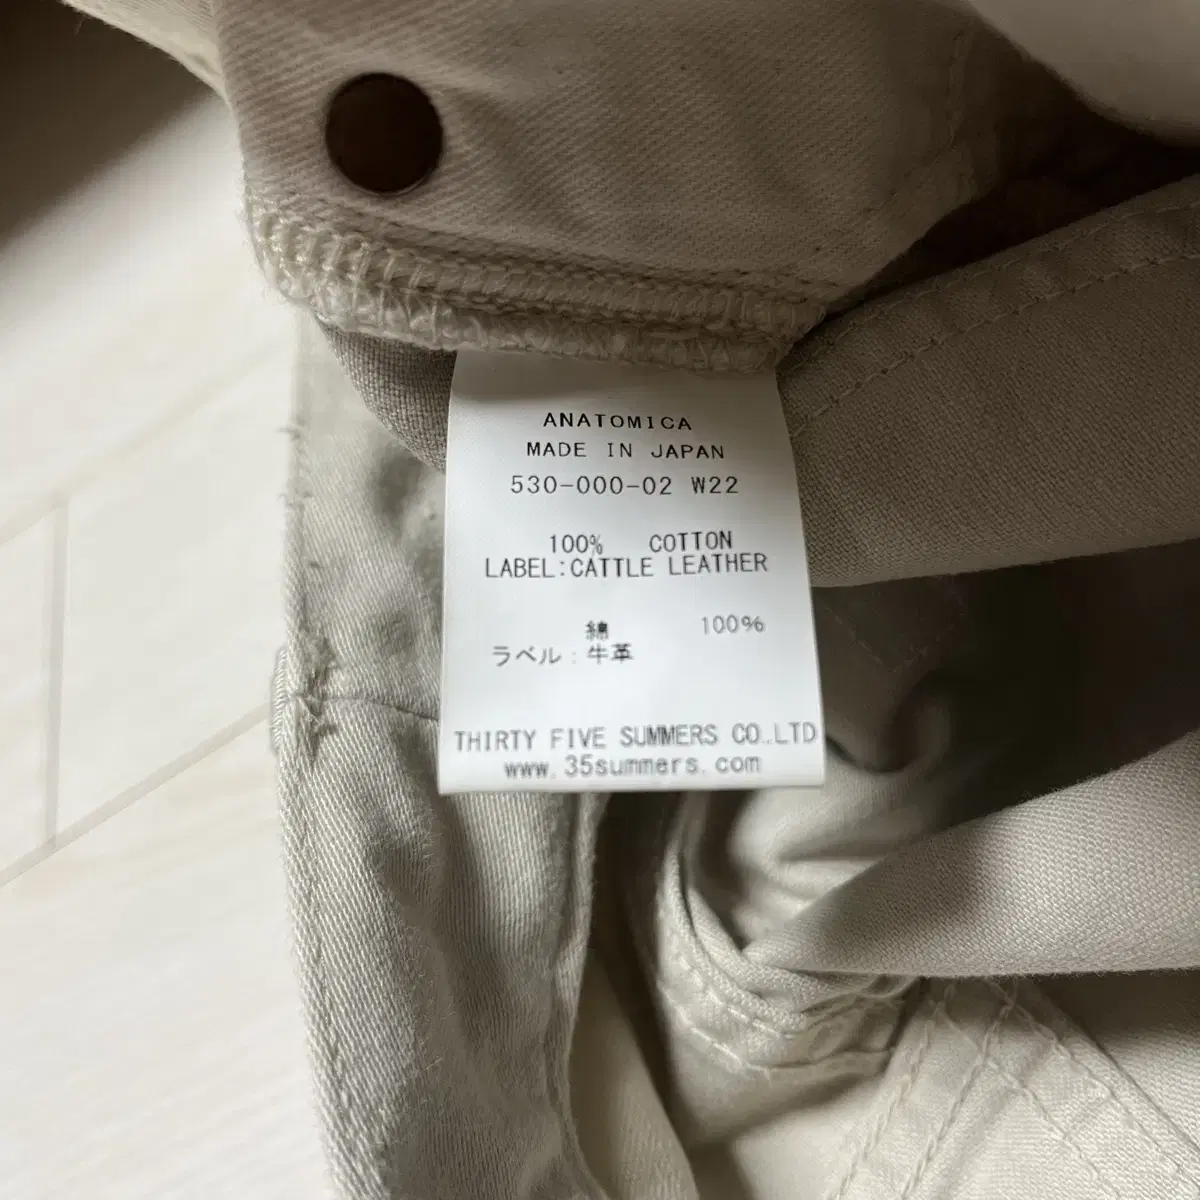 ANATOMICA
MADE IN JAPAN
530-000-02 W22
100% COTTON
LABEL:CATTLE LEATHER
綿 100%
ラベル:牛革
THIRTY FIVE SUMMERS CO.,LTD
www.35summers.com